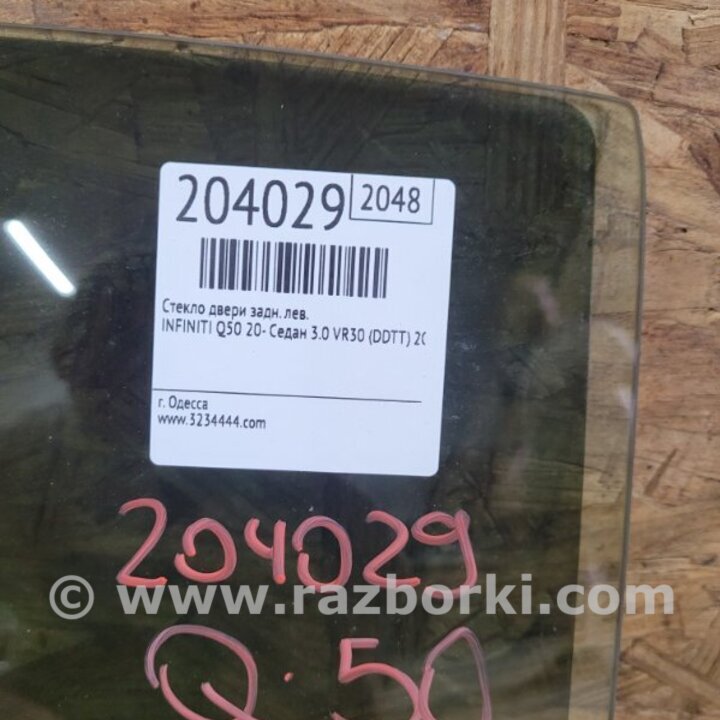 204029 2048
Стекло двери задн. лев.
INFINITI Q50 20- Седан 3.0 VR30 (DDTT) 20
г. Одесса
www.3234444.com
204029
© www.razborki.com
Q.50